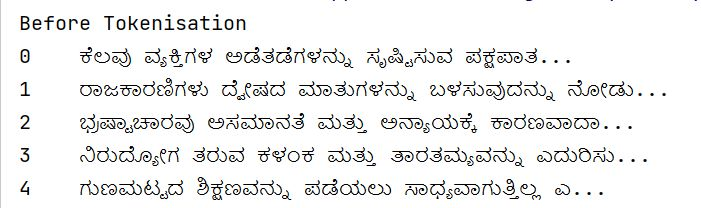 Before Tokenisation
0 ಕೆಲವು ವ್ಯಕ್ತಿಗಳ ಅಡೆತಡೆಗಳನ್ನು ಸೃಷ್ಟಿಸುವ ಪಕ್ಷಪಾತ...
1 ರಾಜಕಾರಣಿಗಳು ದ್ವೇಷದ ಮಾತುಗಳನ್ನು ಬಳಸುವುದನ್ನು ನೋಡು...
2 ಭ್ರಷ್ಟಾಚಾರವು ಅಸಮಾನತೆ ಮತ್ತು ಅನ್ಯಾಯಕ್ಕೆ ಕಾರಣವಾದಾ...
3 ನಿರುದ್ಯೋಗ ತರುವ ಕಳಂಕ ಮತ್ತು ತಾರತಮ್ಯವನ್ನು ಎದುರಿಸು...
4 ಗುಣಮಟ್ಟದ ಶಿಕ್ಷಣವನ್ನು ಪಡೆಯಲು ಸಾಧ್ಯವಾಗುತ್ತಿಲ್ಲ ಎ...